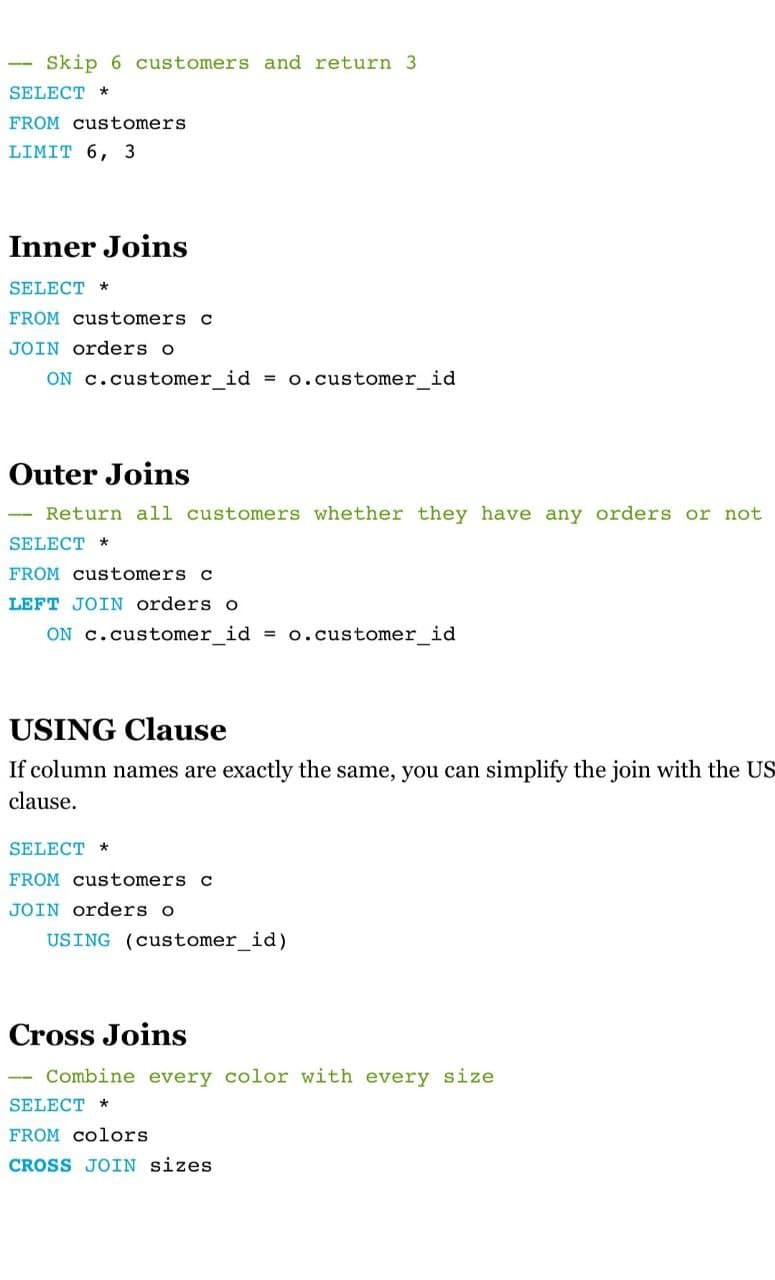 -- Skip 6 customers and return 3
SELECT *
FROM customers
LIMIT 6, 3
Inner Joins
SELECT *
FROM customers c
JOIN orders o
ON c.customer_id = o.customer_id
Outer Joins
-- Return all customers whether they have any orders or not
SELECT *
FROM customers c
LEFT JOIN orders o
ON c.customer_id = o.customer_id
USING Clause
If column names are exactly the same, you can simplify the join with the US
clause.
SELECT *
FROM customers c
JOIN orders o
USING (customer_id)
Cross Joins
-- Combine every color with every size
SELECT *
FROM colors
CROSS JOIN sizes